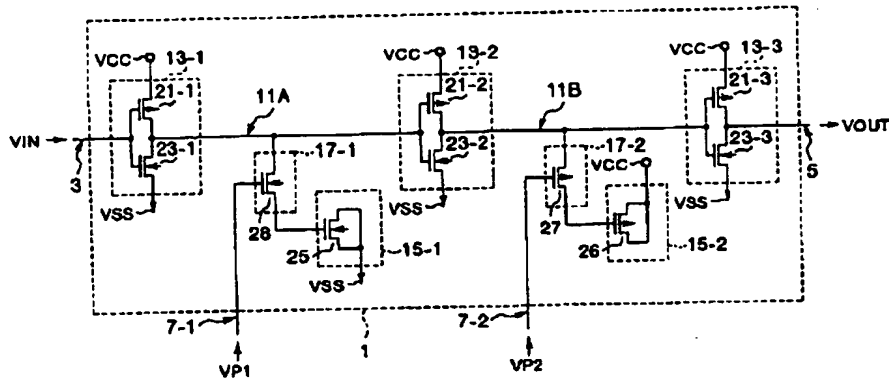 VCC 13-1
VCC 13-2
VCC 13-3
21-1
21-2
21-3
11A
11B
VIN
VOUT
3
5
23-1
17-1
23-2
17-2
23-3
VCC
VSS
28
VSS
27
VSS
25
15-1
26
15-2
VSS
7-1
1
7-2
VP1
VP2